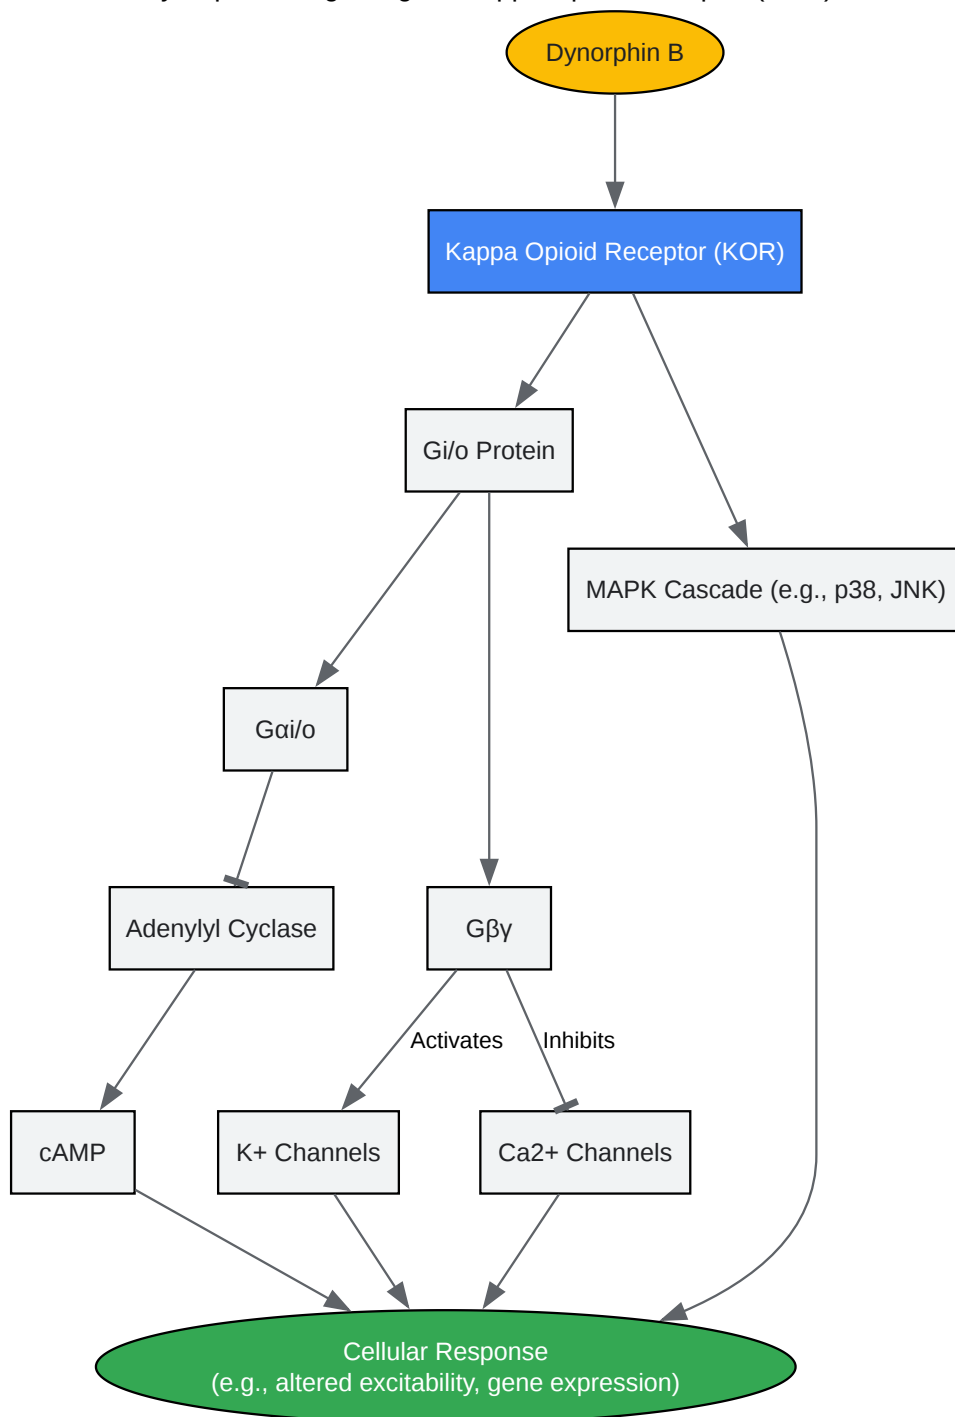 Dynorphin B
Kappa Opioid Receptor (KOR)
Gi/o Protein
MAPK Cascade (e.g., p38, JNK)
Gαi/o
Adenylyl Cyclase
Gβγ
Activates
Inhibits
cAMP
K+ Channels
Ca2+ Channels
Cellular Response
(e.g., altered excitability, gene expression)